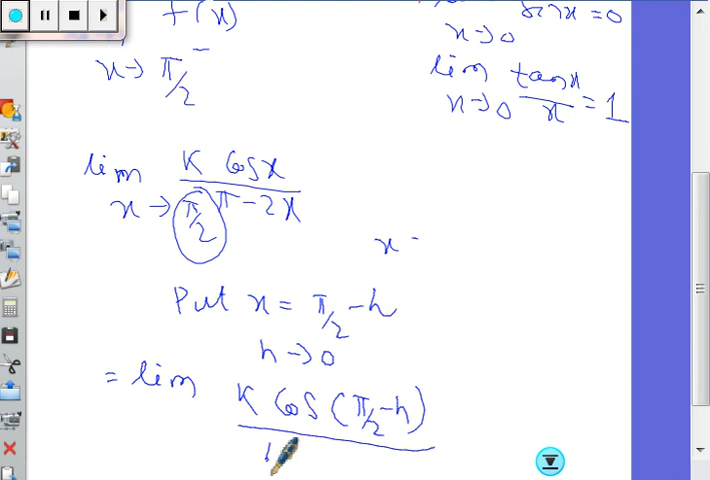 f(x)
x → π/2⁻
sin x = 0
x → 0
lim tan x / x = 1
x → 0
lim K cos x / π - 2x
x → π/2⁻
x -
Put x = π/2 - h
h → 0
= lim K cos (π/2 - h)